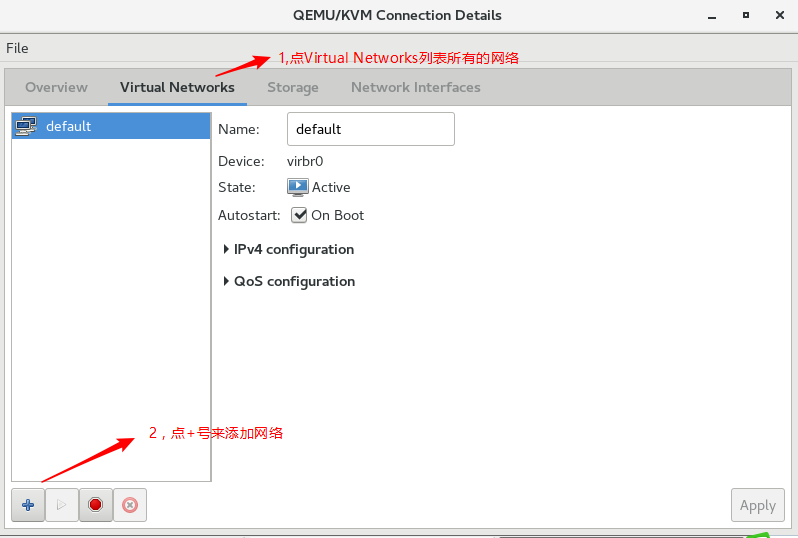 QEMU/KVM Connection Details
File
1,点Virtual Networks列表所有的网络
Overview
Virtual Networks
Storage
Network Interfaces
default
Name:
default
Device:
virbr0
State:
Active
Autostart:
On Boot
IPv4 configuration
QoS configuration
2，点+号来添加网络
Apply